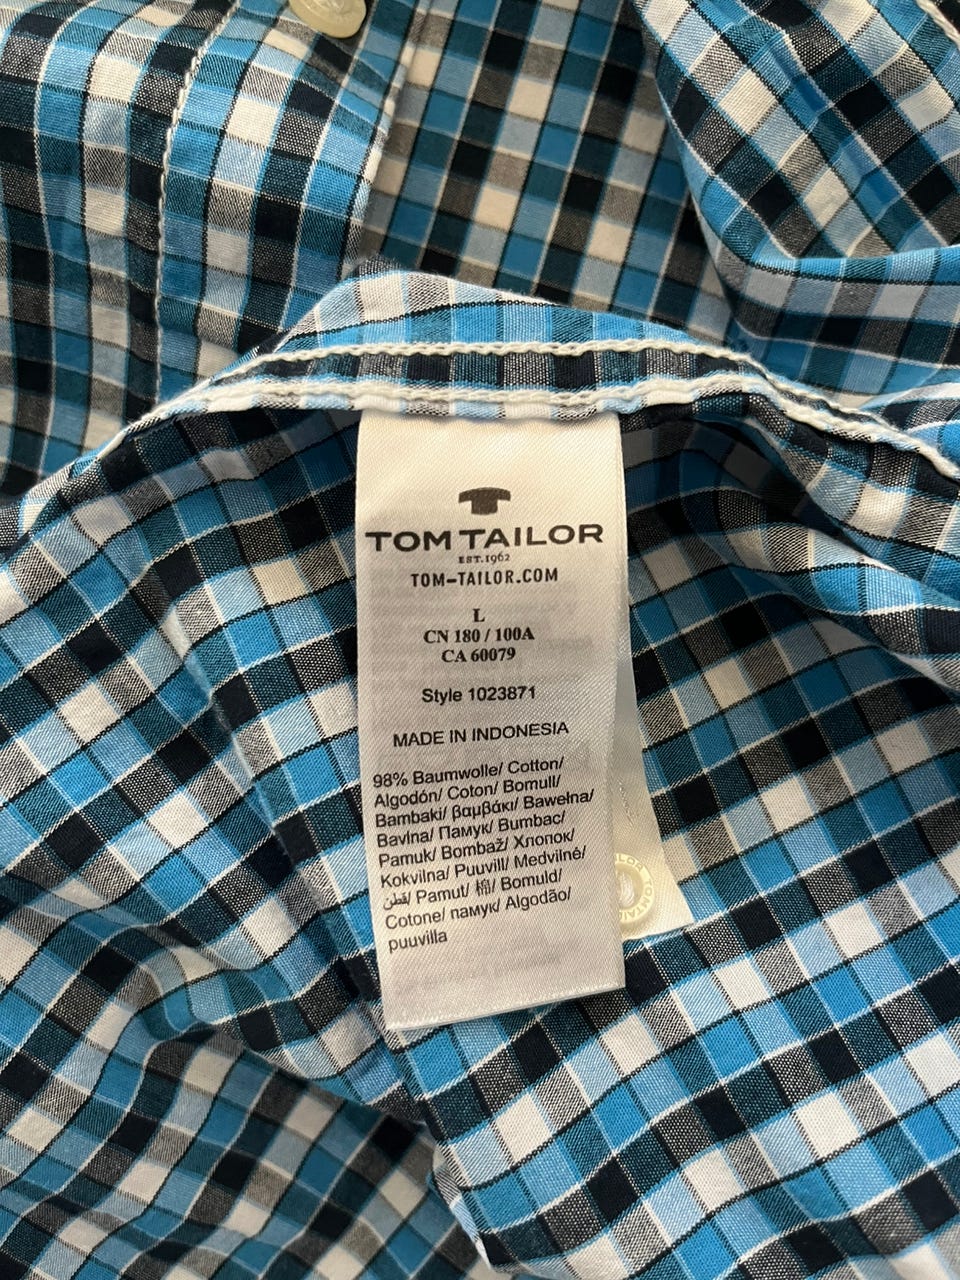 TOM TAILOR
EST. 1962
TOM-TAILOR.COM
L
CN 180 / 100A
CA 60079
Style 1023871
MADE IN INDONESIA
98% Baumwolle/ Cotton/
Algodón/ Coton/ Bomull/
Bambaki/ βαμβάκι/ Bawełna/
Bavlna/ Памук/ Bumbac/
Pamuk/ Bombaž/ Хлопок/
Kokvilna/ Puuvill/ Medvilnė/
قطن/ Pamut/ 棉/ Bomuld/
Cotone/ памук/ Algodão/
puuvilla
TOMTAI